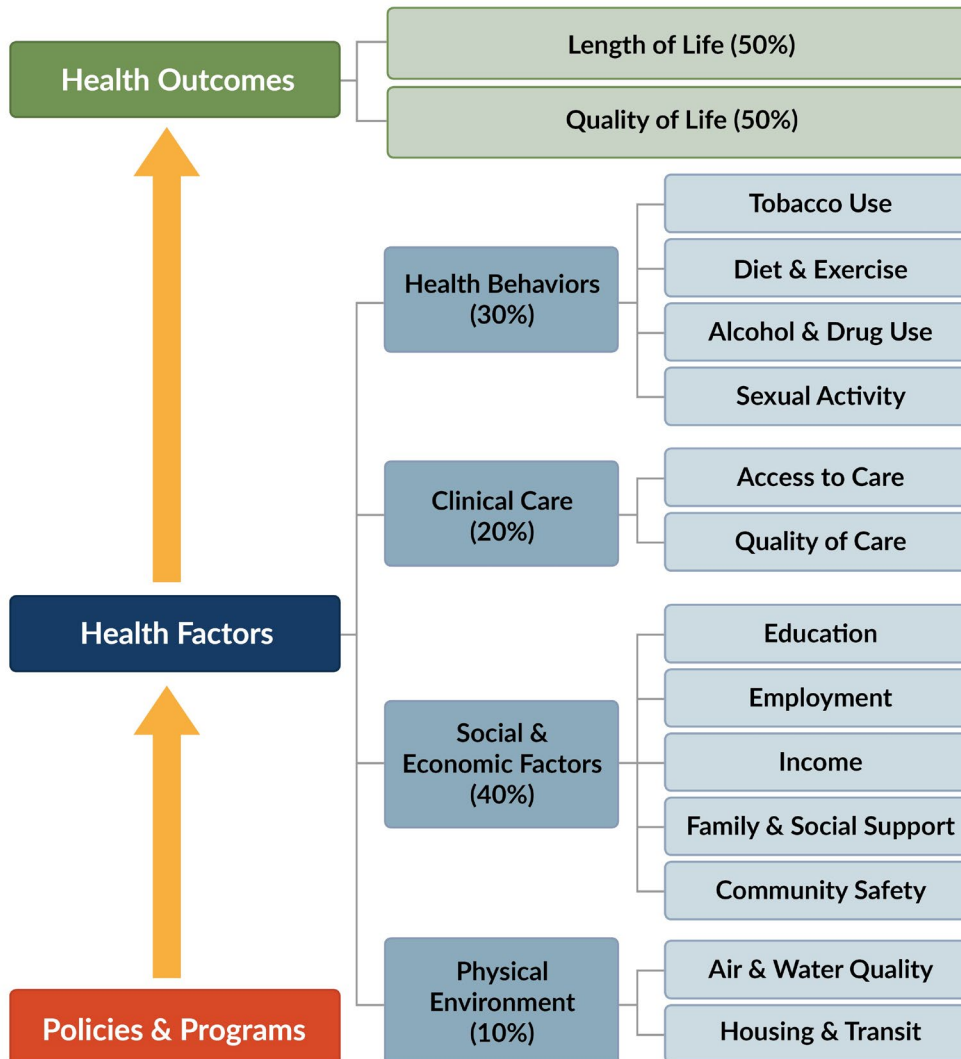 Health Outcomes
Length of Life (50%)
Quality of Life (50%)
Health Factors
Health Behaviors
(30%)
Tobacco Use
Diet & Exercise
Alcohol & Drug Use
Sexual Activity
Clinical Care
(20%)
Access to Care
Quality of Care
Social &
Economic Factors
(40%)
Education
Employment
Income
Family & Social Support
Community Safety
Physical
Environment
(10%)
Air & Water Quality
Housing & Transit
Policies & Programs